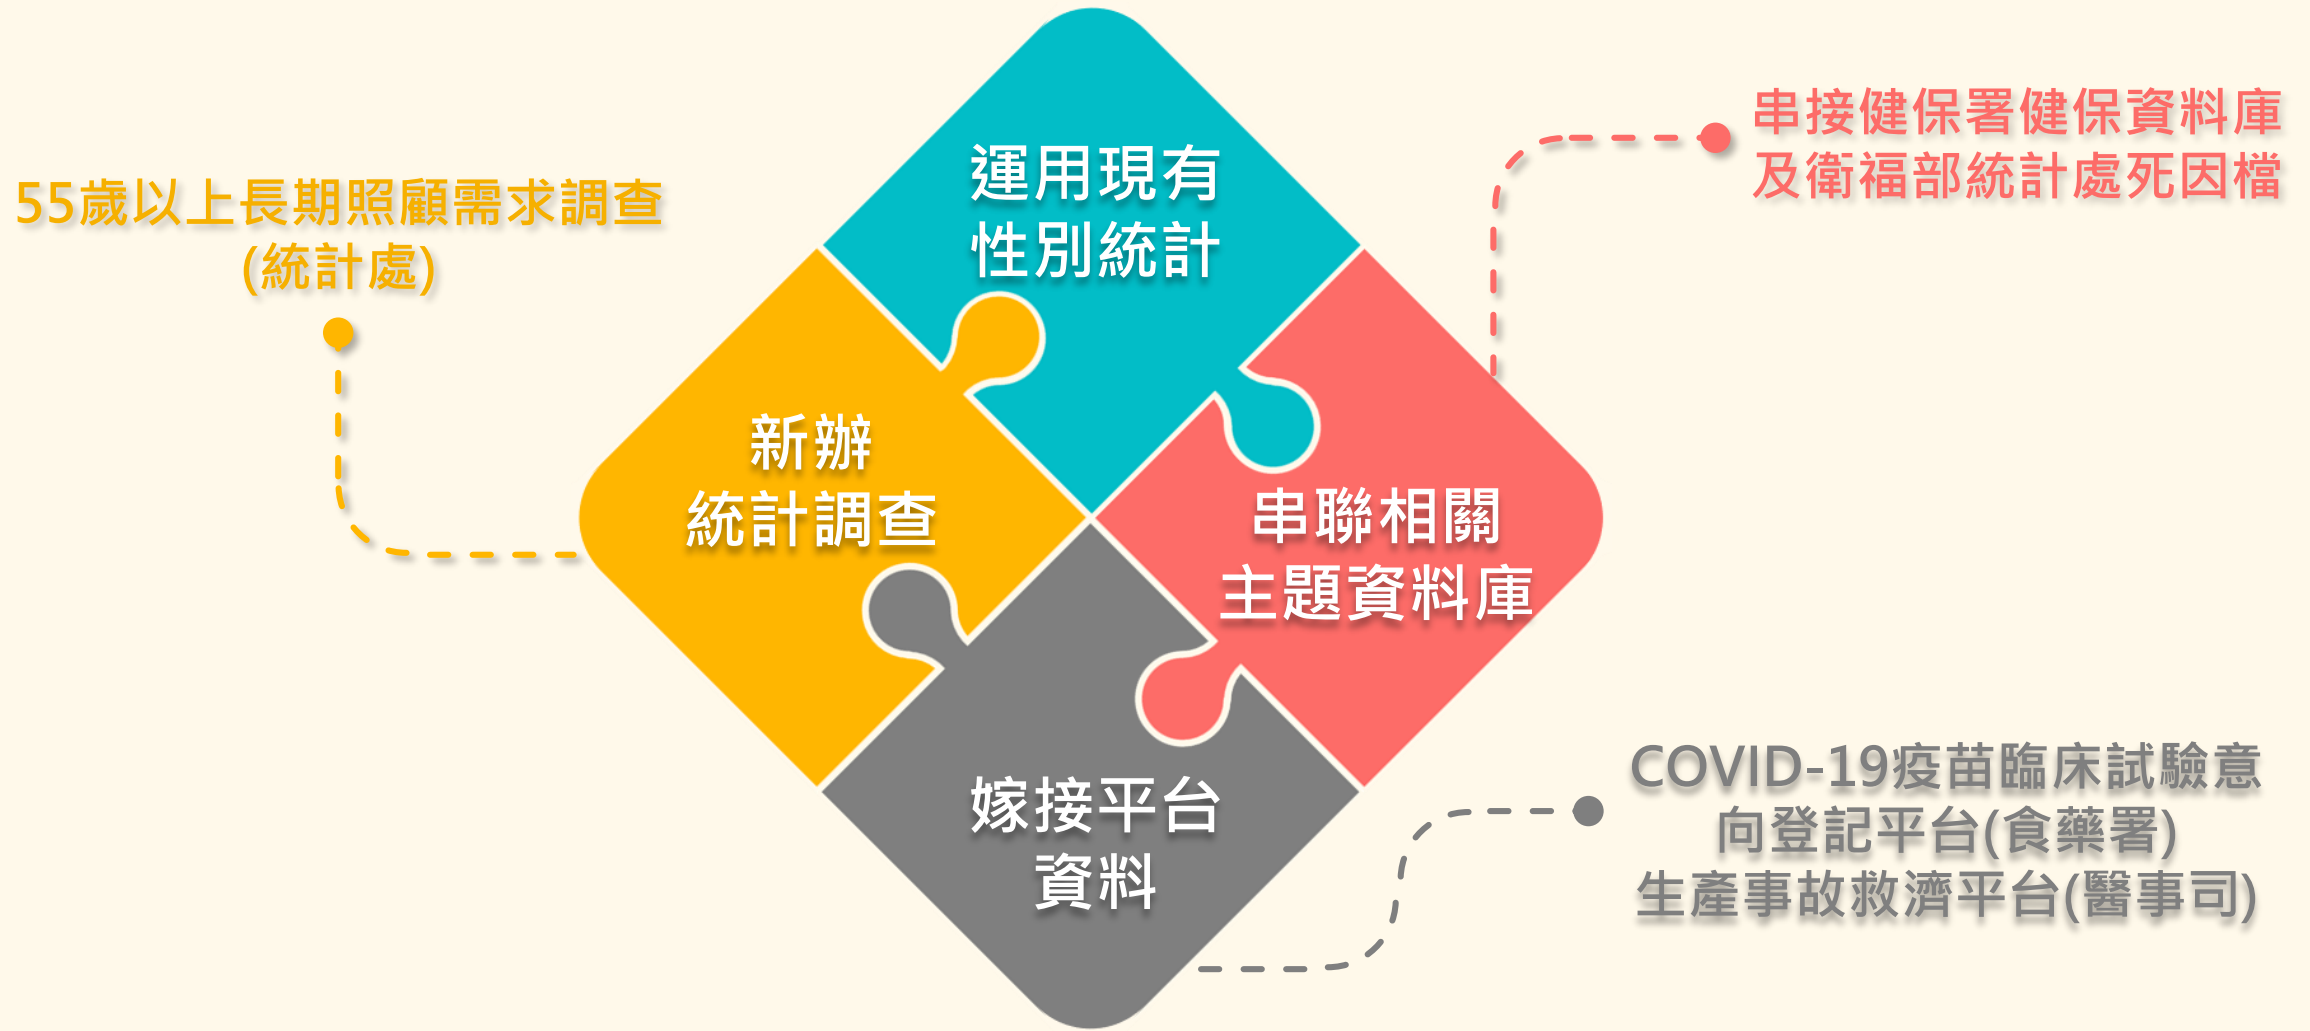 運用現有
性別統計
串接健保署健保資料庫
及衛福部統計處死因檔
55歲以上長期照顧需求調查
(統計處)
新辦
統計調查
串聯相關
主題資料庫
嫁接平台
資料
COVID-19疫苗臨床試驗意
向登記平台(食藥署)
生產事故救濟平台(醫事司)